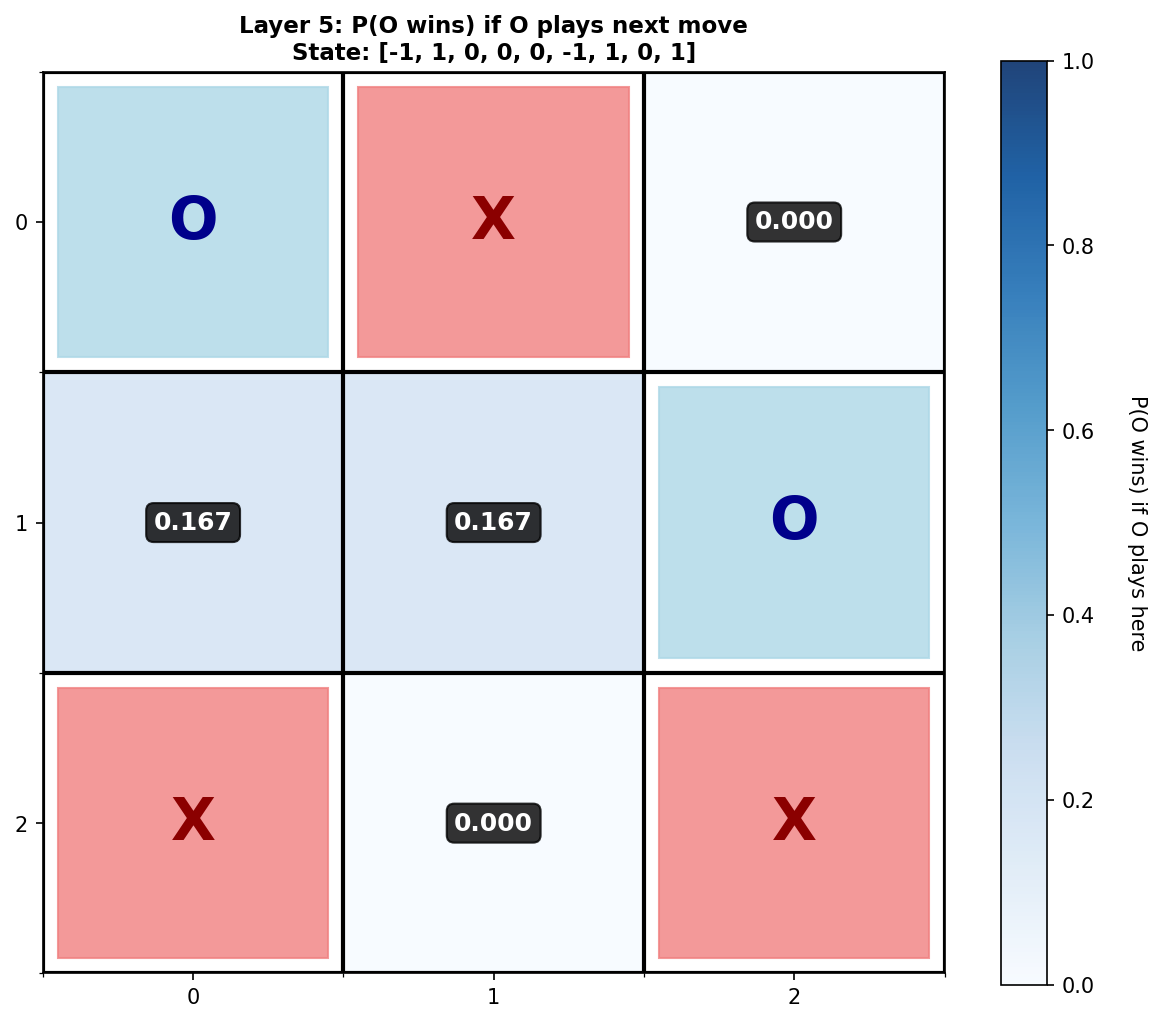 Layer 5: P(O wins) if O plays next move
State: [-1, 1, 0, 0, 0, -1, 1, 0, 1]
0
O
X
0.000
1
0.167
0.167
O
2
X
0.000
X
0
1
2
1.0
0.8
0.6
0.4
0.2
0.0
P(O wins) if O plays here